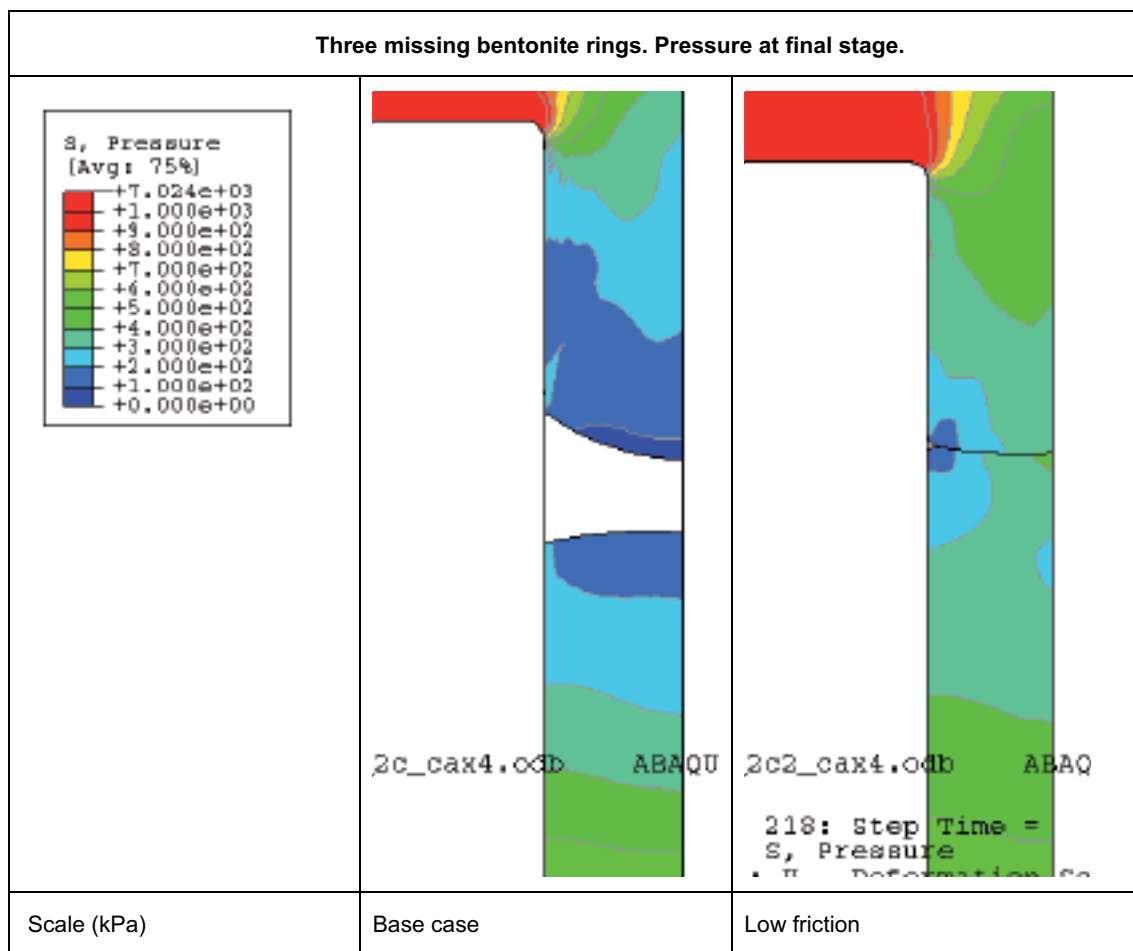 Three missing bentonite rings. Pressure at final stage.
S, Pressure
(Avg: 75%)
+7.024e+03
+1.000e+03
+9.000e+02
+8.000e+02
+7.000e+02
+6.000e+02
+5.000e+02
+4.000e+02
+3.000e+02
+2.000e+02
+1.000e+02
+0.000e+00
2c_cax4.odb ABAQU
2c2_cax4.odb ABAQ
218: Step Time =
S, Pressure
Scale (kPa)
Base case
Low friction